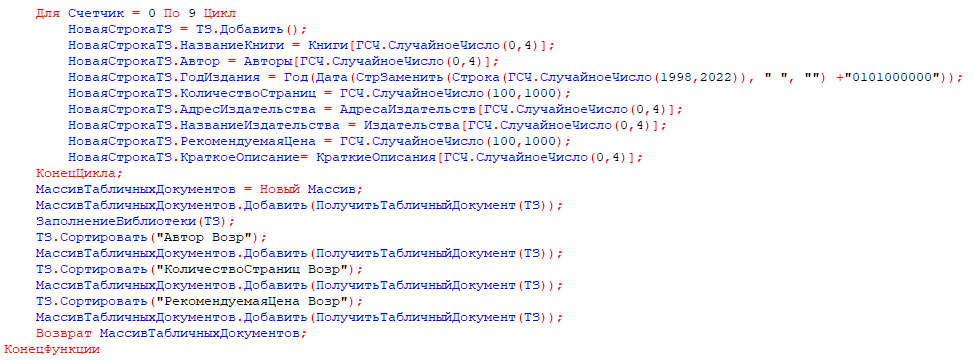 Для Счетчик = 0 По 9 Цикл
НоваяСтрокаТЗ = ТЗ.Добавить();
НоваяСтрокаТЗ.НазваниеКниги = Книги[ГСЧ.СлучайноеЧисло(0,4)];
НоваяСтрокаТЗ.Автор = Авторы[ГСЧ.СлучайноеЧисло(0,4)];
НоваяСтрокаТЗ.РодИздания = Год(Дата(СтрЗаменить(Строка(ГСЧ.СлучайноеЧисло(1998,2022)), " ", "") +"0101000000"));
НоваяСтрокаТЗ.КоличествоСтраниц = ГСЧ.СлучайноеЧисло(100,1000);
НоваяСтрокаТЗ.АдресИздательства = АдресаИздательств[ГСЧ.СлучайноеЧисло(0,4)];
НоваяСтрокаТЗ.НазваниеИздательства = Издательства[ГСЧ.СлучайноеЧисло(0,4)];
НоваяСтрокаТЗ.РекомендуемаяЦена = ГСЧ.СлучайноеЧисло(100,1000);
НоваяСтрокаТЗ.КраткоеОписание= КраткиеОписания[ГСЧ.СлучайноеЧисло(0,4)];
КонецЦикла;
МассивТабличныхДокументов = Новый Массив;
МассивТабличныхДокументов.Добавить(ПолучитьТабличныйДокумент(ТЗ));
ЗаполнениеБиблиотеки(ТЗ);
ТЗ.Сортировать("Автор Возр");
МассивТабличныхДокументов.Добавить(ПолучитьТабличныйДокумент(ТЗ));
ТЗ.Сортировать("КоличествоСтраниц Возр");
МассивТабличныхДокументов.Добавить(ПолучитьТабличныйДокумент(ТЗ));
ТЗ.Сортировать("РекомендуемаяЦена Возр");
МассивТабличныхДокументов.Добавить(ПолучитьТабличныйДокумент(ТЗ));
Возврат МассивТабличныхДокументов;
КонецФункции